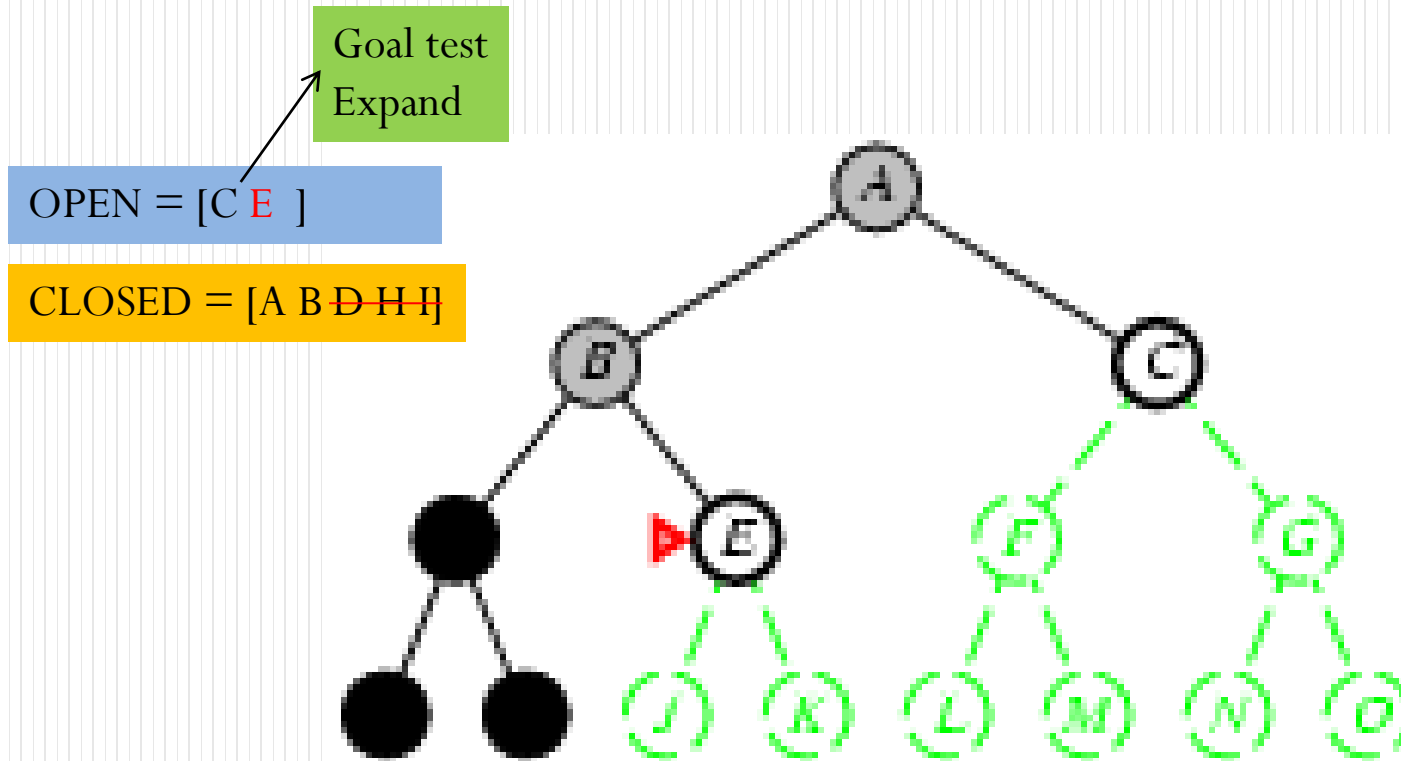 Goal test
Expand
OPEN = [C E ]
CLOSED = [A B D H I]
A
B
C
E
F
G
J
K
L
M
N
O